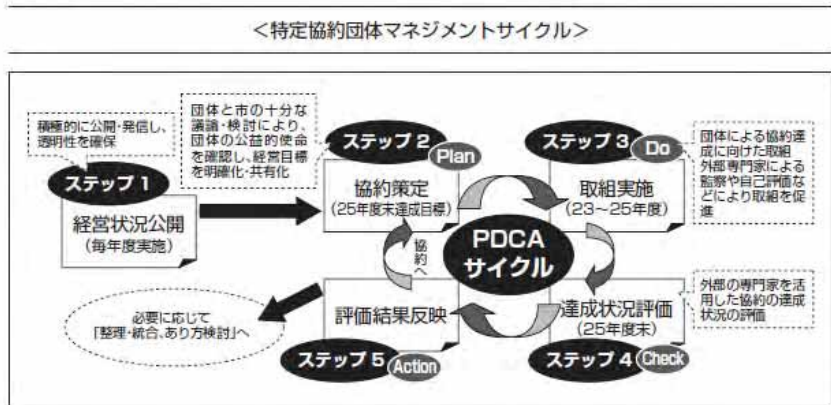 ＜特定協約団体マネジメントサイクル＞
積極的に公開・発信し、
透明性を確保
ステップ 1
経営状況公開
（毎年度実施）
団体と市の十分な
議論・検討により、
団体の公益的使命
を確認し、経営目標
を明確化・共有化
ステップ 2
Plan
協約策定
（25年度末達成目標）
ステップ 3
Do
取組実施
（23～25年度）
団体による協約達
成に向けた取組
外部専門家による
監察や自己評価な
どにより取組を促
進
PDCA
サイクル
協約へ
達成状況評価
（25年度末）
ステップ 4
Check
外部の専門家を活
用した協約の達成
状況の評価
評価結果反映
ステップ 5
Action
必要に応じて
「整理・統合、あり方検討」へ